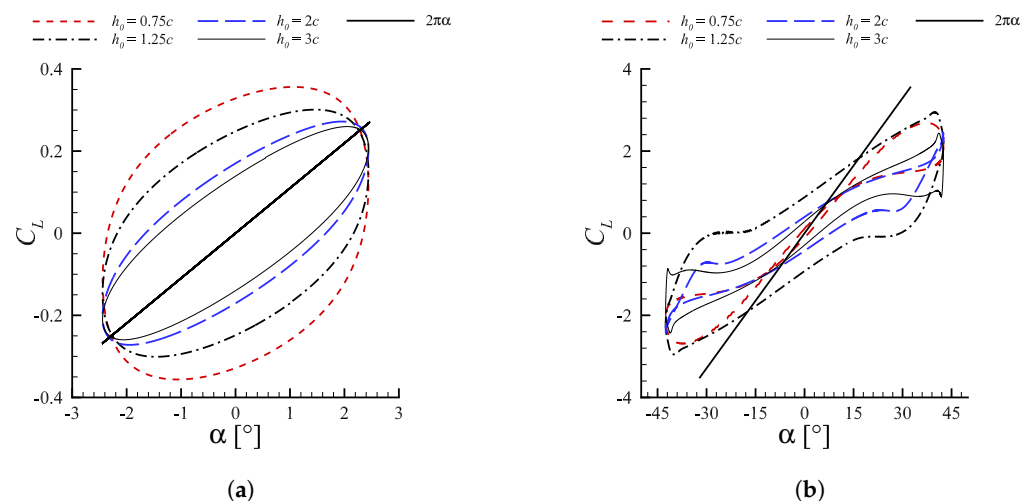 h₀ = 0.75c h₀ = 2c 2πα
h₀ = 1.25c h₀ = 3c
0.4
0.2
0
-0.2
-0.4
C_L
-3 -2 -1 0 1 2 3
α [°]
(a)
h₀ = 0.75c h₀ = 2c 2πα
h₀ = 1.25c h₀ = 3c
4
2
0
-2
-4
C_L
-45 -30 -15 0 15 30 45
α [°]
(b)